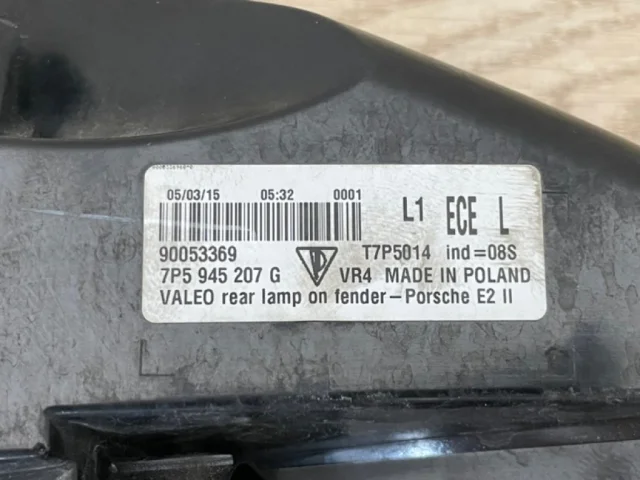 05/03/15 05:32 0001
L1 ECE L
90053369 T7P5014 ind=08S
7P5 945 207 G VR4 MADE IN POLAND
VALEO rear lamp on fender-Porsche E2 II